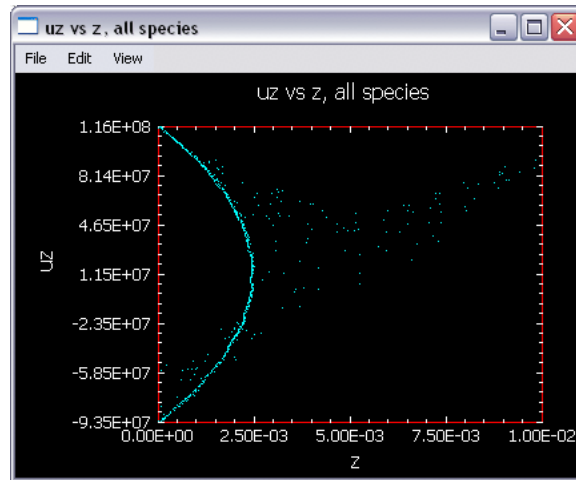 uz vs z, all species
File Edit View
uz vs z, all species
1.16E+08
8.14E+07
4.65E+07
uz
1.15E+07
-2.35E+07
-5.85E+07
-9.35E+07
0.00E+00 2.50E-03 5.00E-03 7.50E-03 1.00E-02
z